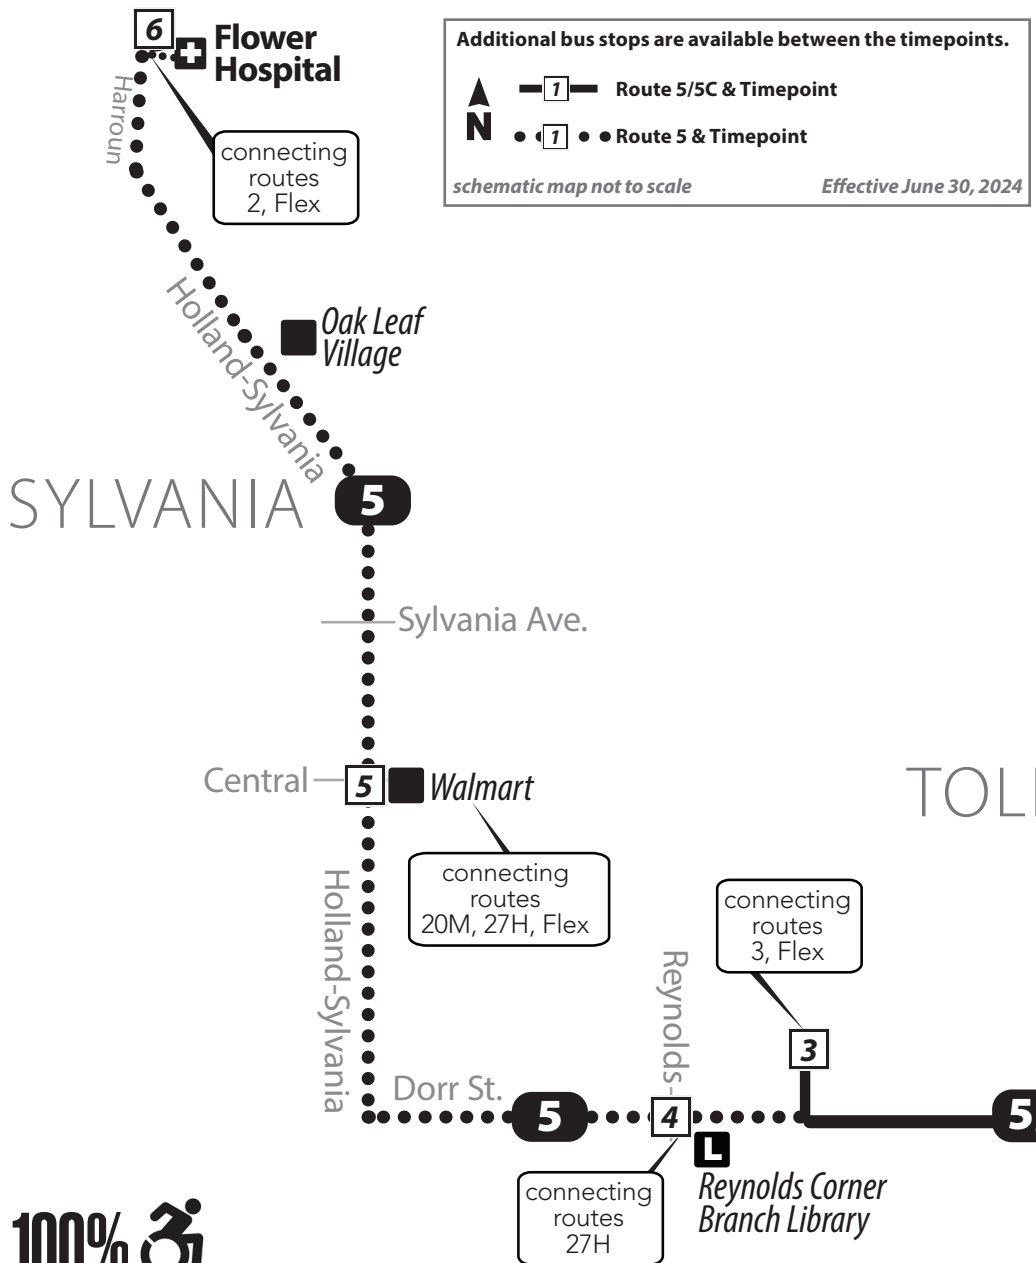 6
Flower
Hospital
Harroun
connecting
routes
2, Flex
Additional bus stops are available between the timepoints.
N
1 Route 5/5C & Timepoint
1 Route 5 & Timepoint
schematic map not to scale Effective June 30, 2024
Holland-Sylvania
Oak Leaf
Village
SYLVANIA
5
Sylvania Ave.
Central
5
Walmart
TOL
connecting
routes
20M, 27H, Flex
Holland-Sylvania
connecting
routes
3, Flex
Reynolds
3
Dorr St.
5
4
5
L
Reynolds Corner
Branch Library
connecting
routes
27H
100%